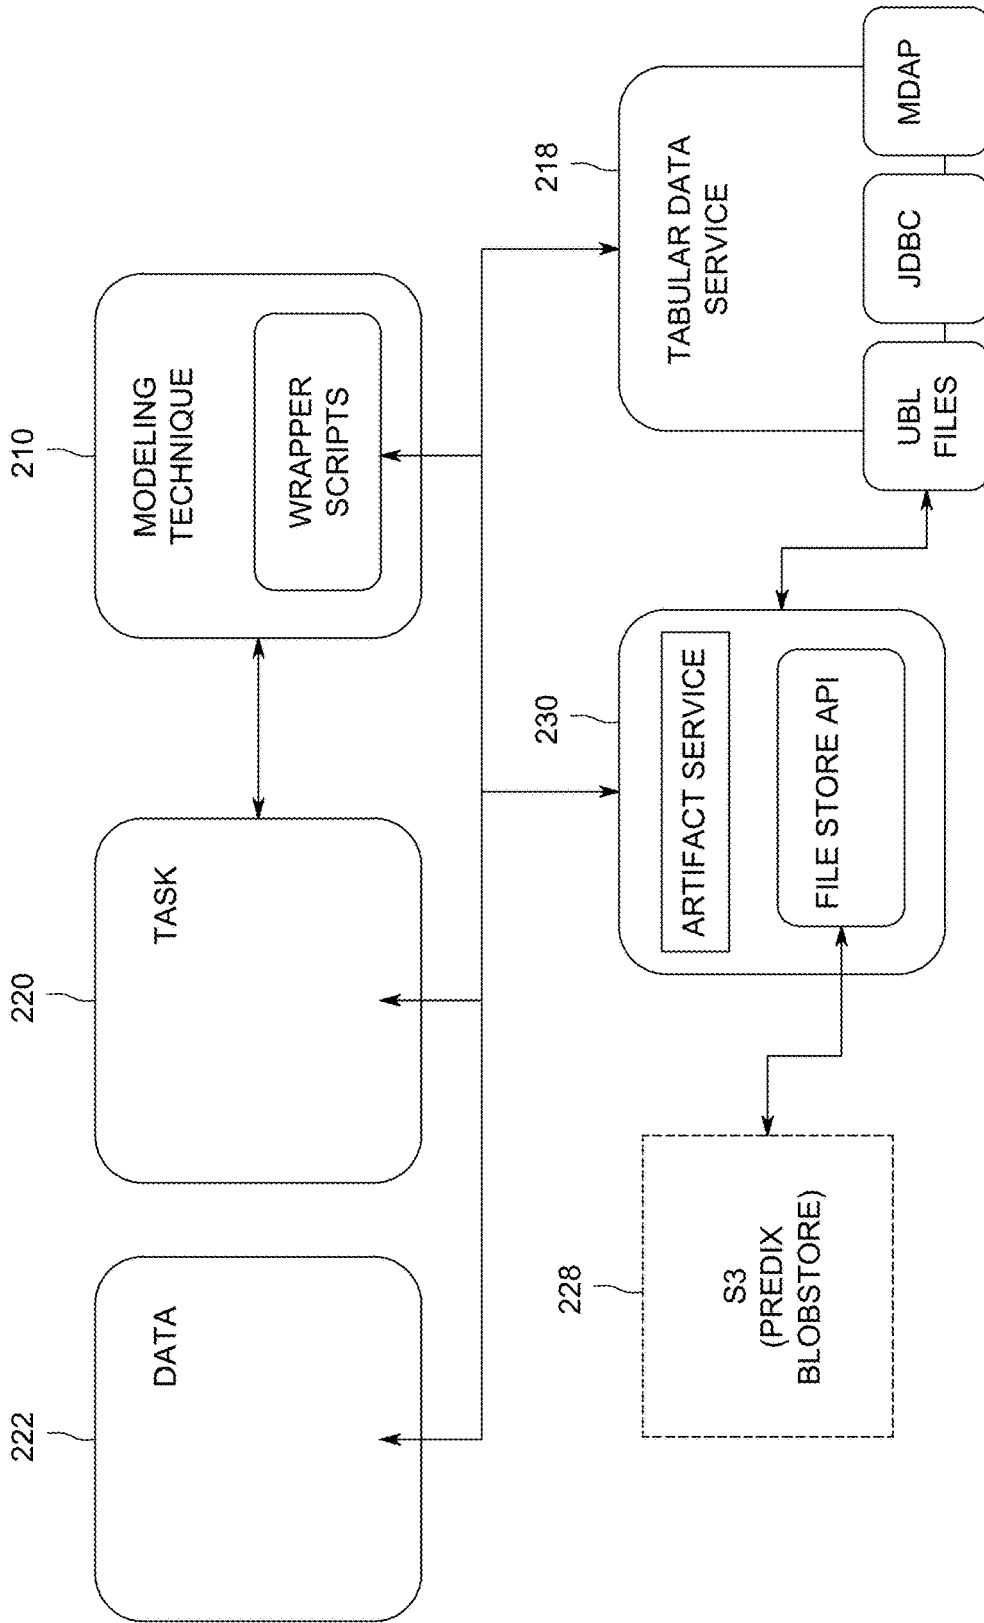 222
DATA
220
TASK
210
MODELING
TECHNIQUE
WRAPPER
SCRIPTS
228
S3
(PREDIX
BLOBSTORE)
230
ARTIFACT SERVICE
FILE STORE API
218
TABULAR DATA
SERVICE
UBL
FILES
JDBC
MDAP